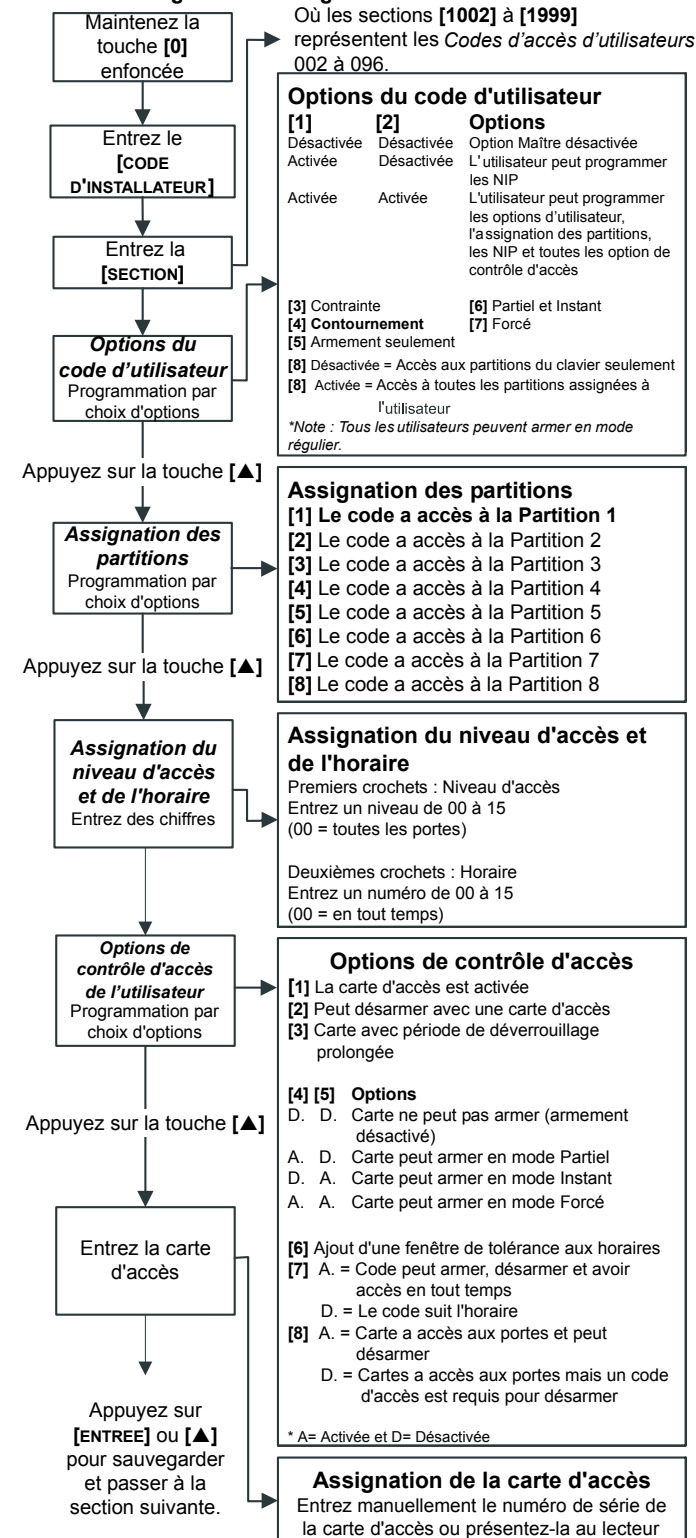 Maintenez la
touche [0]
enfoncée
Où les sections [1002] à [1999]
représentent les Codes d'accès d'utilisateurs
002 à 096.
Entrez le
[CODE
D'INSTALLATEUR]
Entrez la
[SECTION]
Options du
code d'utilisateur
Programmation par
choix d'options
Options du code d'utilisateur
[1] [2] Options
Désactivée Désactivée Option Maître désactivée
Activée Désactivée L'utilisateur peut programmer
les NIP
Activée Activée L'utilisateur peut programmer
les options d'utilisateur,
l'assignation des partitions,
les NIP et toutes les option de
contrôle d'accès
[3] Contrainte [6] Partiel et Instant
[4] Contournement [7] Forcé
[5] Armement seulement
[8] Désactivée = Accès aux partitions du clavier seulement
[8] Activée = Accès à toutes les partitions assignées à
l'utilisateur
*Note : Tous les utilisateurs peuvent armer en mode
régulier.
Appuyez sur la touche [▲]
Assignation des
partitions
Programmation par
choix d'options
Assignation des partitions
[1] Le code a accès à la Partition 1
[2] Le code a accès à la Partition 2
[3] Le code a accès à la Partition 3
[4] Le code a accès à la Partition 4
[5] Le code a accès à la Partition 5
[6] Le code a accès à la Partition 6
[7] Le code a accès à la Partition 7
[8] Le code a accès à la Partition 8
Appuyez sur la touche [▲]
Assignation du
niveau d'accès
et de l'horaire
Entrez des chiffres
Assignation du niveau d'accès et
de l'horaire
Premiers crochets : Niveau d'accès
Entrez un niveau de 00 à 15
(00 = toutes les portes)
Deuxièmes crochets : Horaire
Entrez un numéro de 00 à 15
(00 = en tout temps)
Options de
contrôle d'accès
de l'utilisateur
Programmation par
choix d'options
Options de contrôle d'accès
[1] La carte d'accès est activée
[2] Peut désarmer avec une carte d'accès
[3] Carte avec période de déverrouillage
prolongée
[4] [5] Options
D. D. Carte ne peut pas armer (armement
désactivé)
A. D. Carte peut armer en mode Partiel
D. A. Carte peut armer en mode Instant
A. A. Carte peut armer en mode Forcé
[6] Ajout d'une fenêtre de tolérance aux horaires
[7] A. = Code peut armer, désarmer et avoir
accès en tout temps
D. = Le code suit l'horaire
[8] A. = Carte a accès aux portes et peut
désarmer
D. = Cartes a accès aux portes mais un code
d'accès est requis pour désarmer
* A= Activée et D= Désactivée
Appuyez sur la touche [▲]
Entrez la carte
d'accès
Appuyez sur
[ENTREE] ou [▲]
pour sauvegarder
et passer à la
section suivante.
Assignation de la carte d'accès
Entrez manuellement le numéro de série de
la carte d'accès ou présentez-la au lecteur